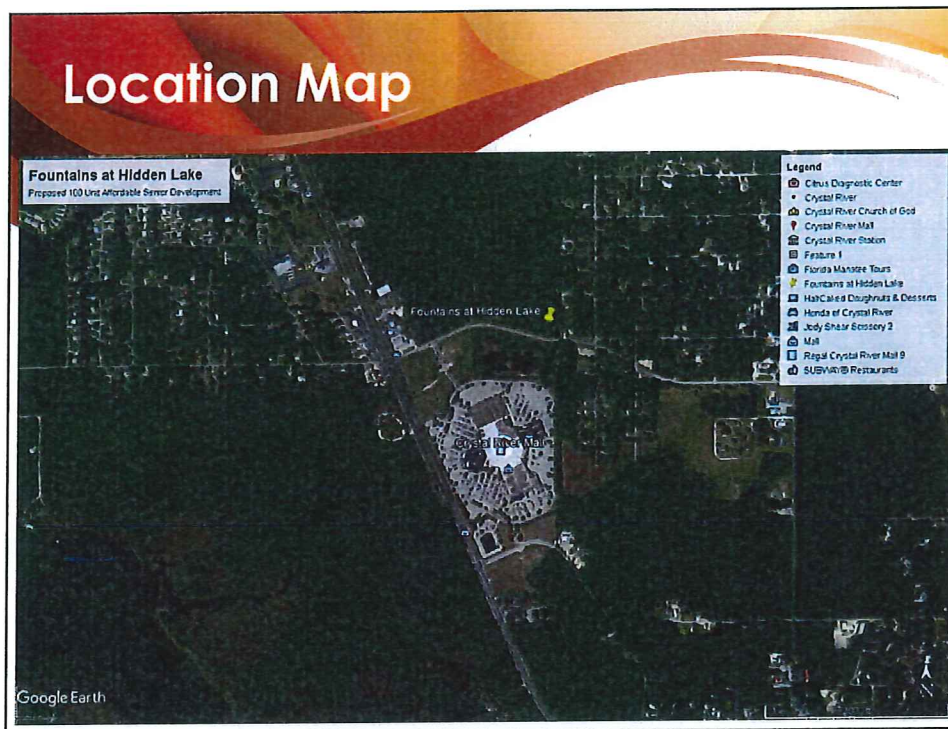 Location Map
Fountains at Hidden Lake
Proposed 100 Unit Affordable Senior Development
Legend
Citrus Diagnostic Center
Crystal River
Crystal River Church of God
Crystal River Mall
Crystal River Station
Feature 1
Florida Manatee Tours
Fountains at Hidden Lake
HalfCaked Doughnuts & Desserts
Honda of Crystal River
Jody Shear Scissory 2
Mall
Regal Crystal River Mall 9
SUBWAY® Restaurants
Fountains at Hidden Lake
Crystal River Mall
Google Earth